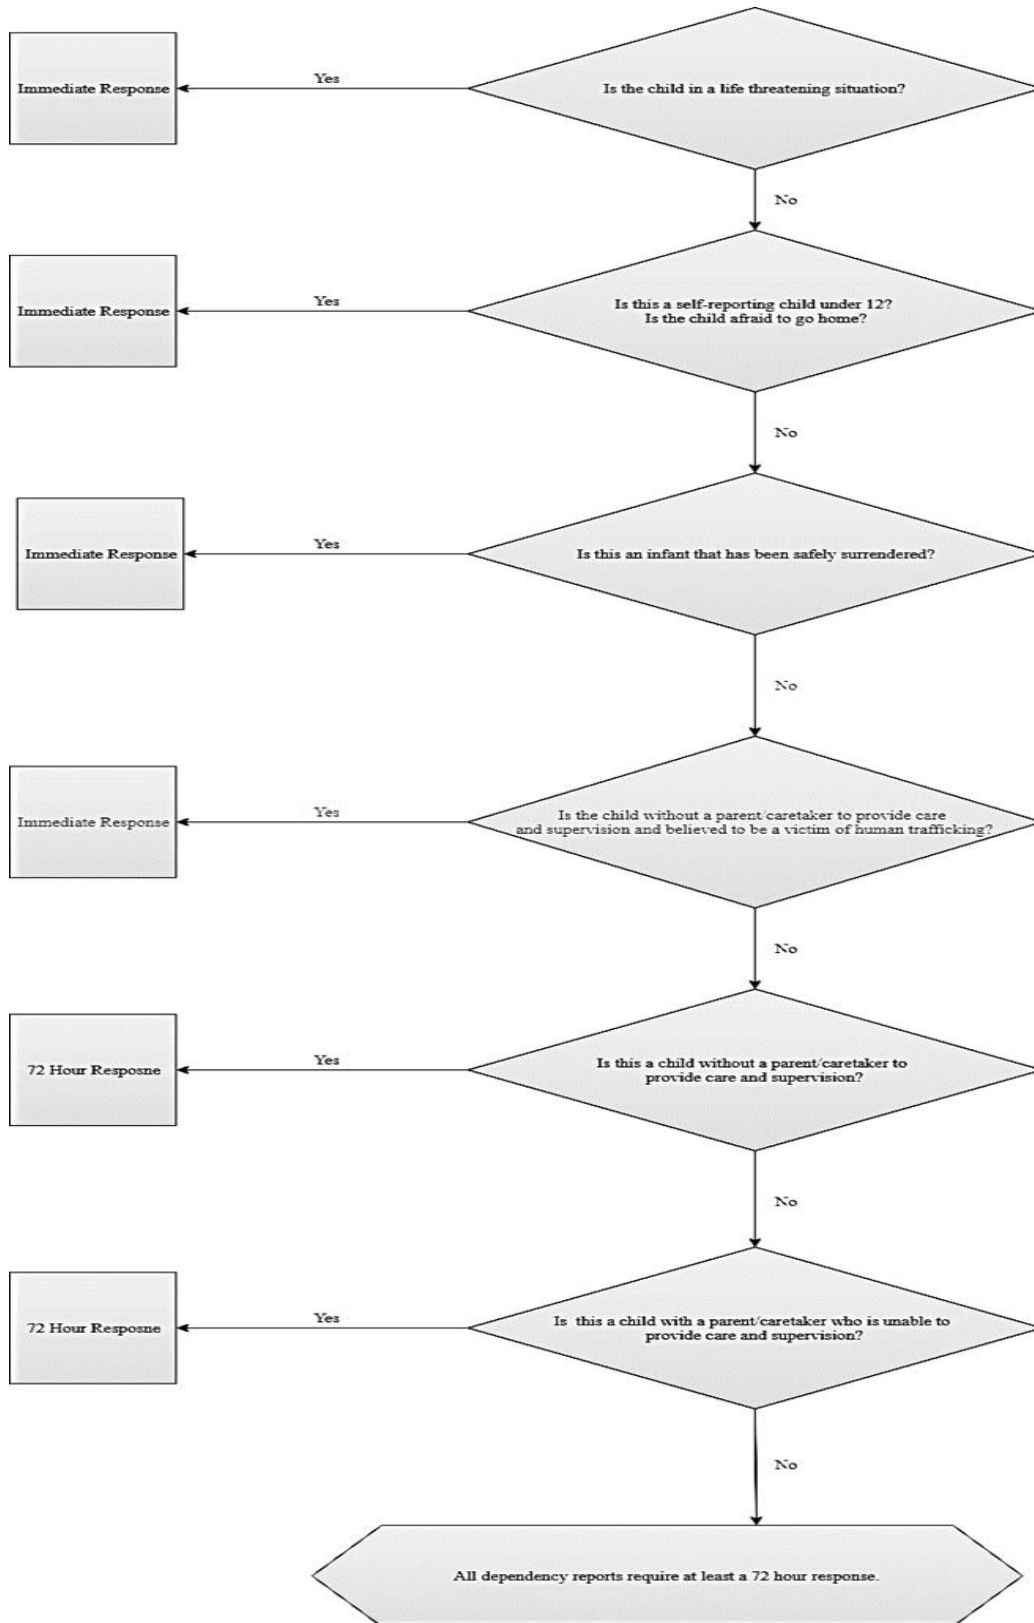 Immediate Response
Yes
Is the child in a life threatening situation?
No
Immediate Response
Yes
Is this a self-reporting child under 12?
Is the child afraid to go home?
No
Immediate Response
Yes
Is this an infant that has been safely surrendered?
No
Immediate Response
Yes
Is the child without a parent/caretaker to provide care
and supervision and believed to be a victim of human trafficking?
No
72 Hour Resposne
Yes
Is this a child without a parent/caretaker to
provide care and supervision?
No
72 Hour Resposne
Yes
Is this a child with a parent/caretaker who is unable to
provide care and supervision?
No
All dependency reports require at least a 72 hour response.